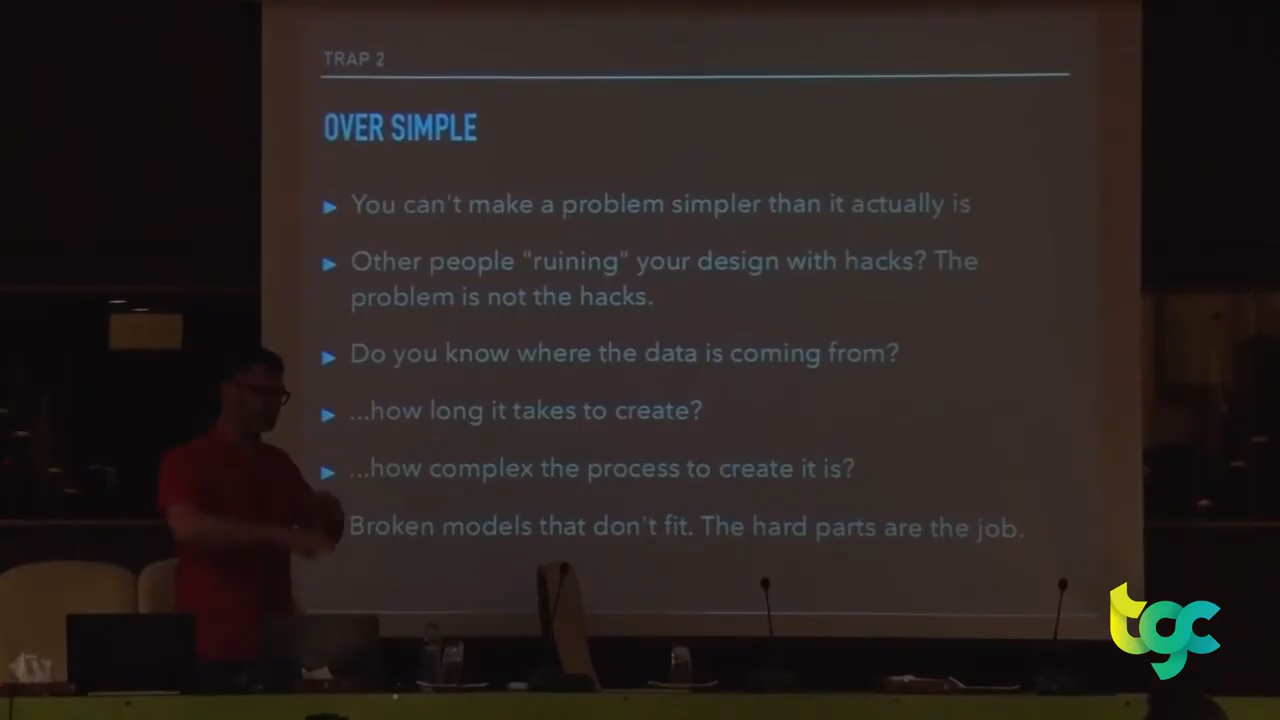 TRAP 2
OVER SIMPLE
You can't make a problem simpler than it actually is
Other people "ruining" your design with hacks? The
problem is not the hacks.
Do you know where the data is coming from?
...how long it takes to create?
...how complex the process to create it is?
Broken models that don't fit. The hard parts are the job.
tgc